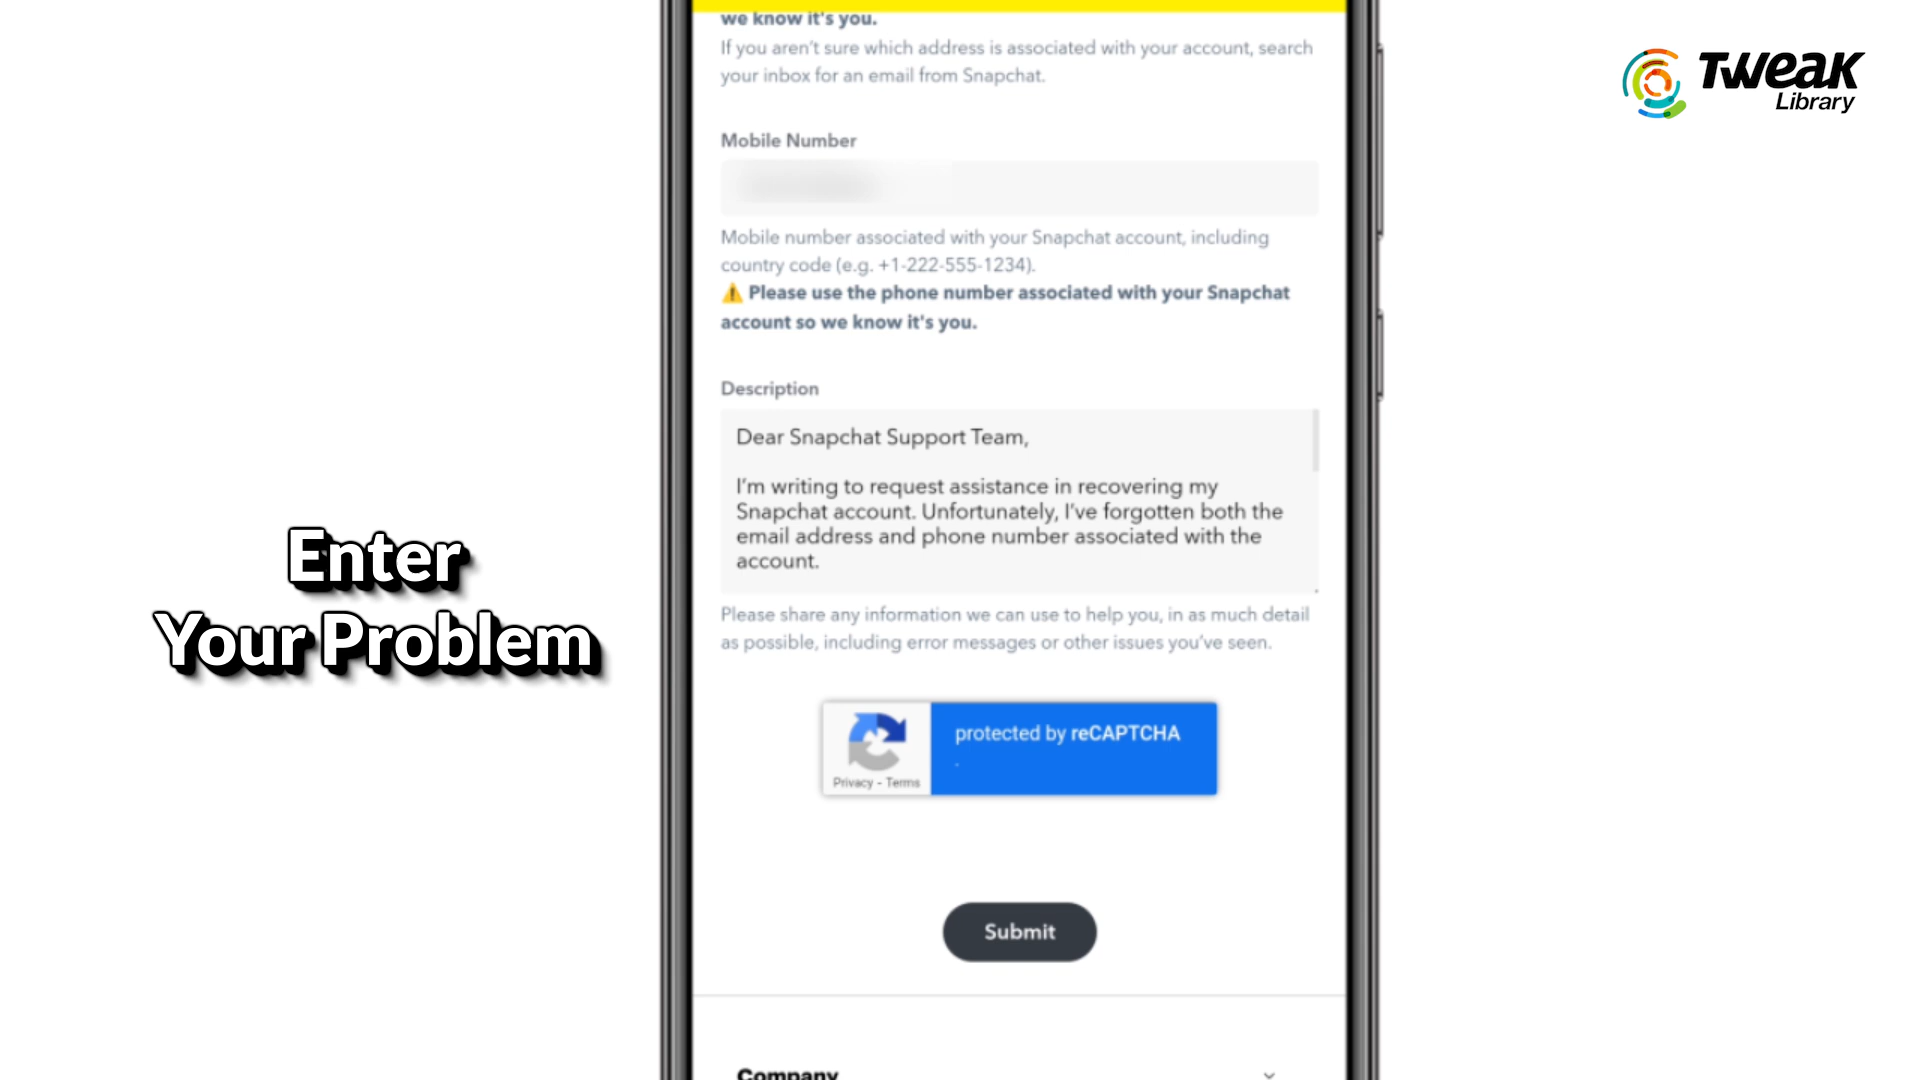 we know it's you.
If you aren't sure which address is associated with your account, search
your inbox for an email from Snapchat.
TWEAK
Library
Mobile Number
Mobile number associated with your Snapchat account, including
country code (e.g. +1-222-555-1234).
⚠️ Please use the phone number associated with your Snapchat
account so we know it's you.
Description
Dear Snapchat Support Team,
I'm writing to request assistance in recovering my
Snapchat account. Unfortunately, I've forgotten both the
email address and phone number associated with the
account.
Enter
Your Problem
Please share any information we can use to help you, in as much detail
as possible, including error messages or other issues you've seen.
protected by reCAPTCHA
Privacy - Terms
Submit
Company